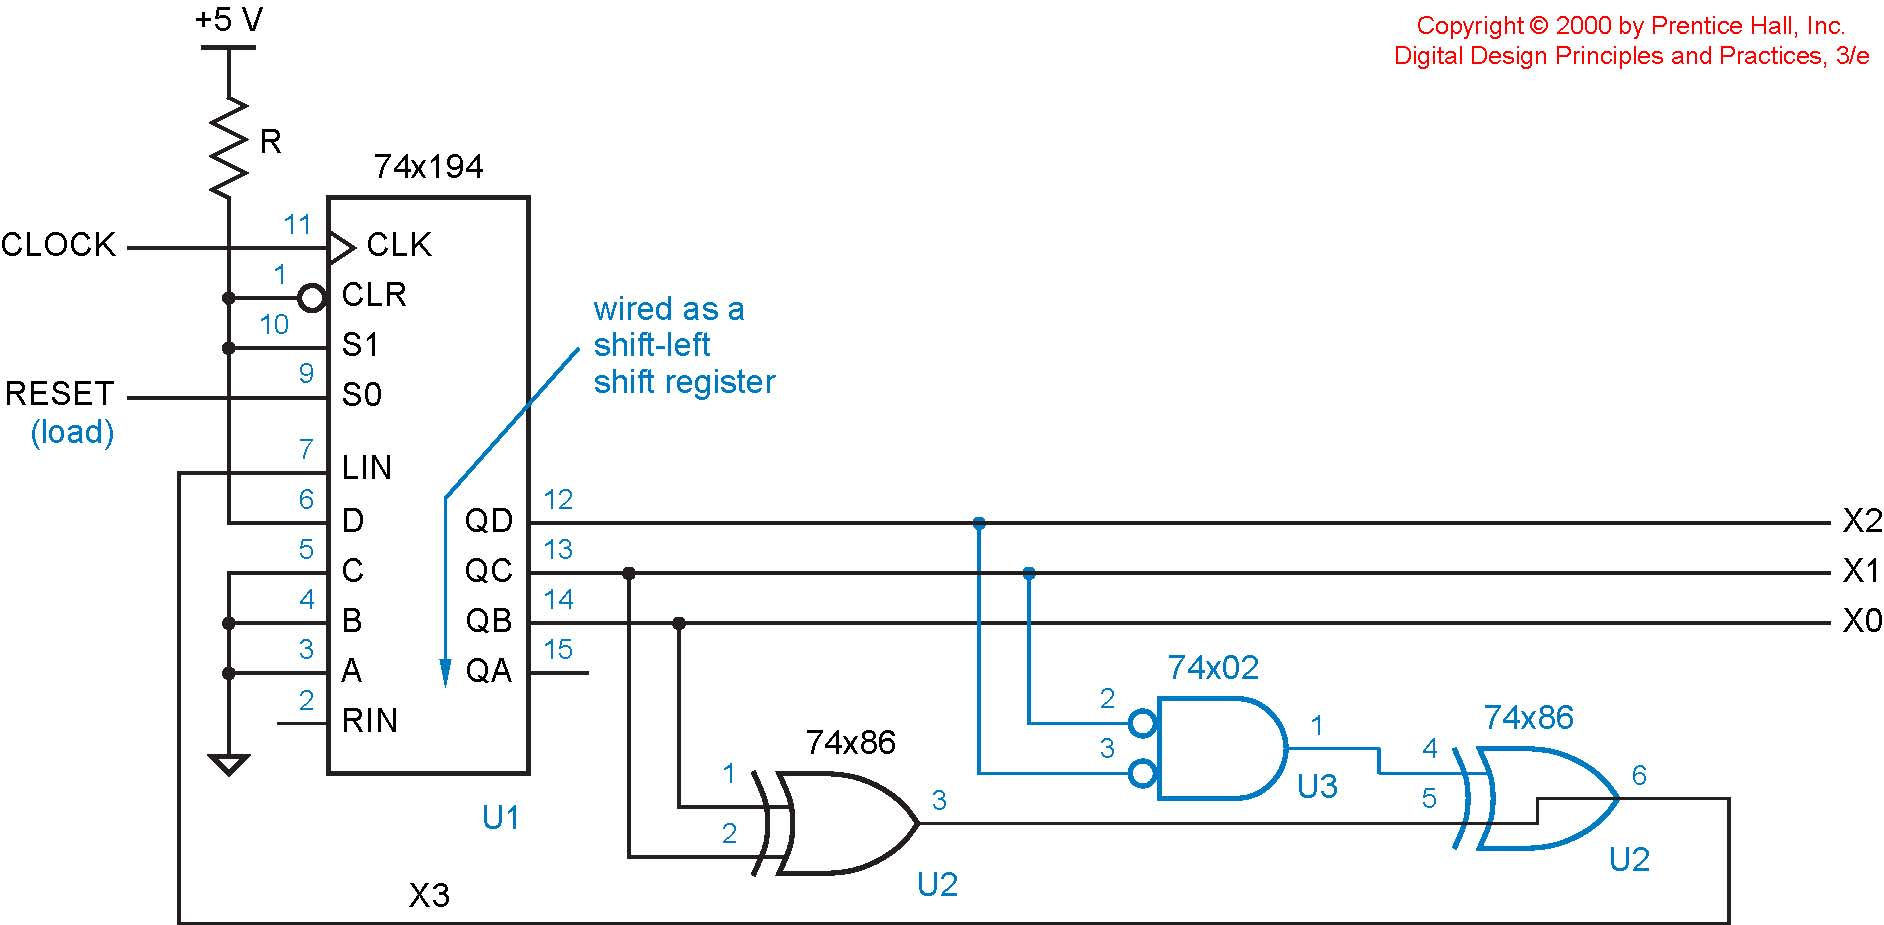 +5 V
Copyright © 2000 by Prentice Hall, Inc.
Digital Design Principles and Practices, 3/e
R
74x194
CLOCK
11
CLK
1
CLR
10
S1
RESET
(load)
9
S0
7
LIN
6
D
5
C
4
B
3
A
2
RIN
wired as a
shift-left
shift register
QD
12
QC
13
QB
14
QA
15
U1
X2
X1
X0
74x02
2
3
1
U3
74x86
1
2
3
U2
74x86
4
5
6
U2
X3